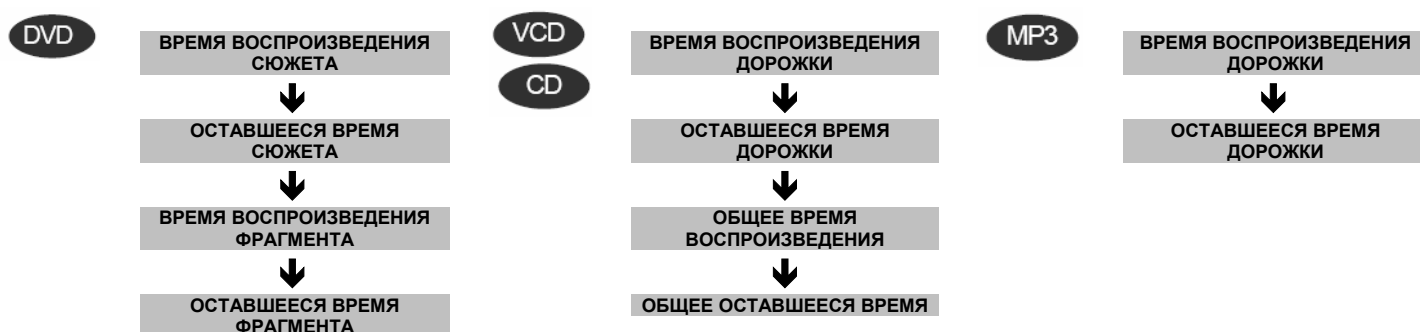 DVD
ВРЕМЯ ВОСПРОИЗВЕДЕНИЯ
СЮЖЕТА
ОСТАВШЕЕСЯ ВРЕМЯ
СЮЖЕТА
ВРЕМЯ ВОСПРОИЗВЕДЕНИЯ
ФРАГМЕНТА
ОСТАВШЕЕСЯ ВРЕМЯ
ФРАГМЕНТА
VCD
CD
ВРЕМЯ ВОСПРОИЗВЕДЕНИЯ
ДОРОЖКИ
ОСТАВШЕЕСЯ ВРЕМЯ
ДОРОЖКИ
ОБЩЕЕ ВРЕМЯ
ВОСПРОИЗВЕДЕНИЯ
ОБЩЕЕ ОСТАВШЕЕСЯ ВРЕМЯ
MP3
ВРЕМЯ ВОСПРОИЗВЕДЕНИЯ
ДОРОЖКИ
ОСТАВШЕЕСЯ ВРЕМЯ
ДОРОЖКИ